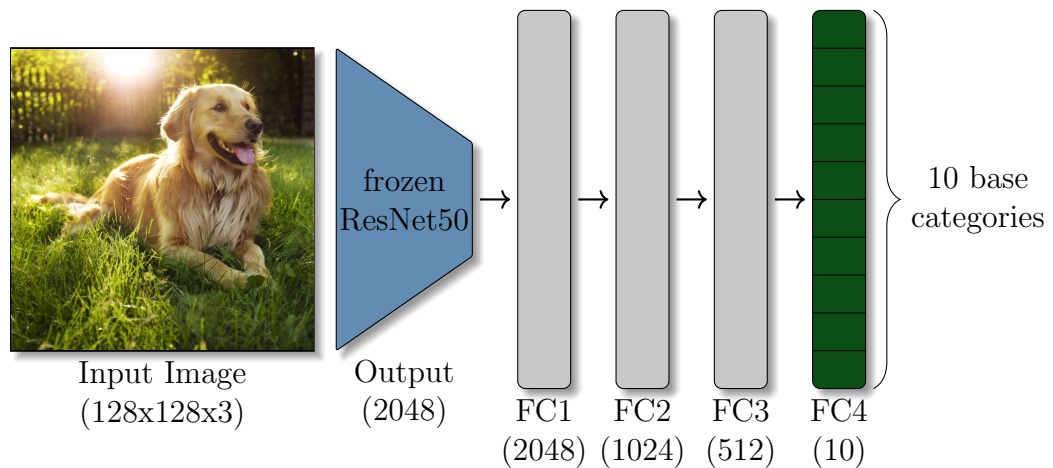 frozen
ResNet50
10 base
categories
Input Image
(128x128x3)
Output
(2048)
FC1
(2048)
FC2
(1024)
FC3
(512)
FC4
(10)